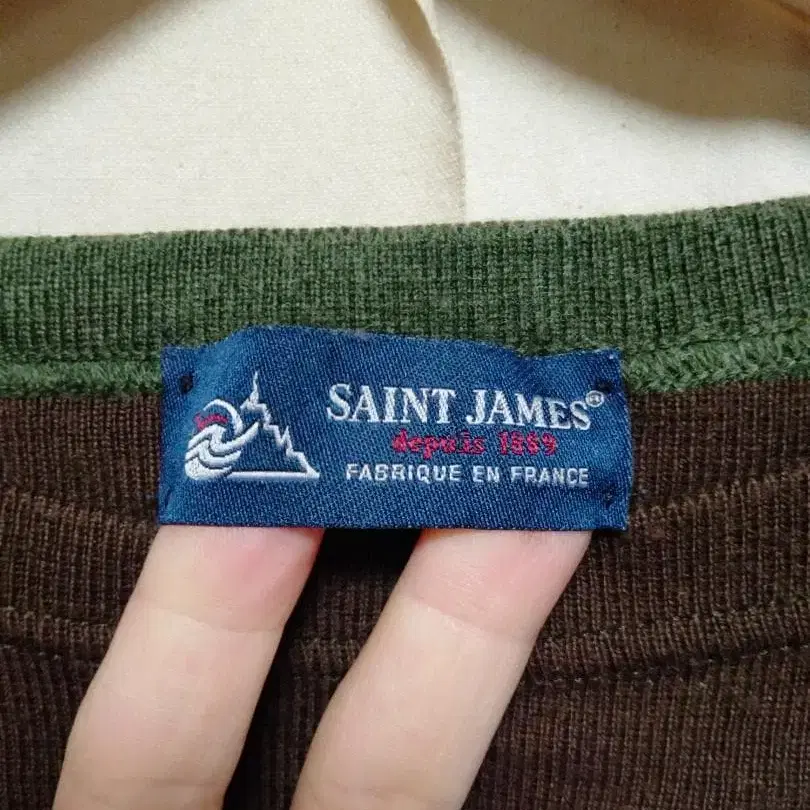 SAINT JAMES®
depuis 1889
FABRIQUE EN FRANCE